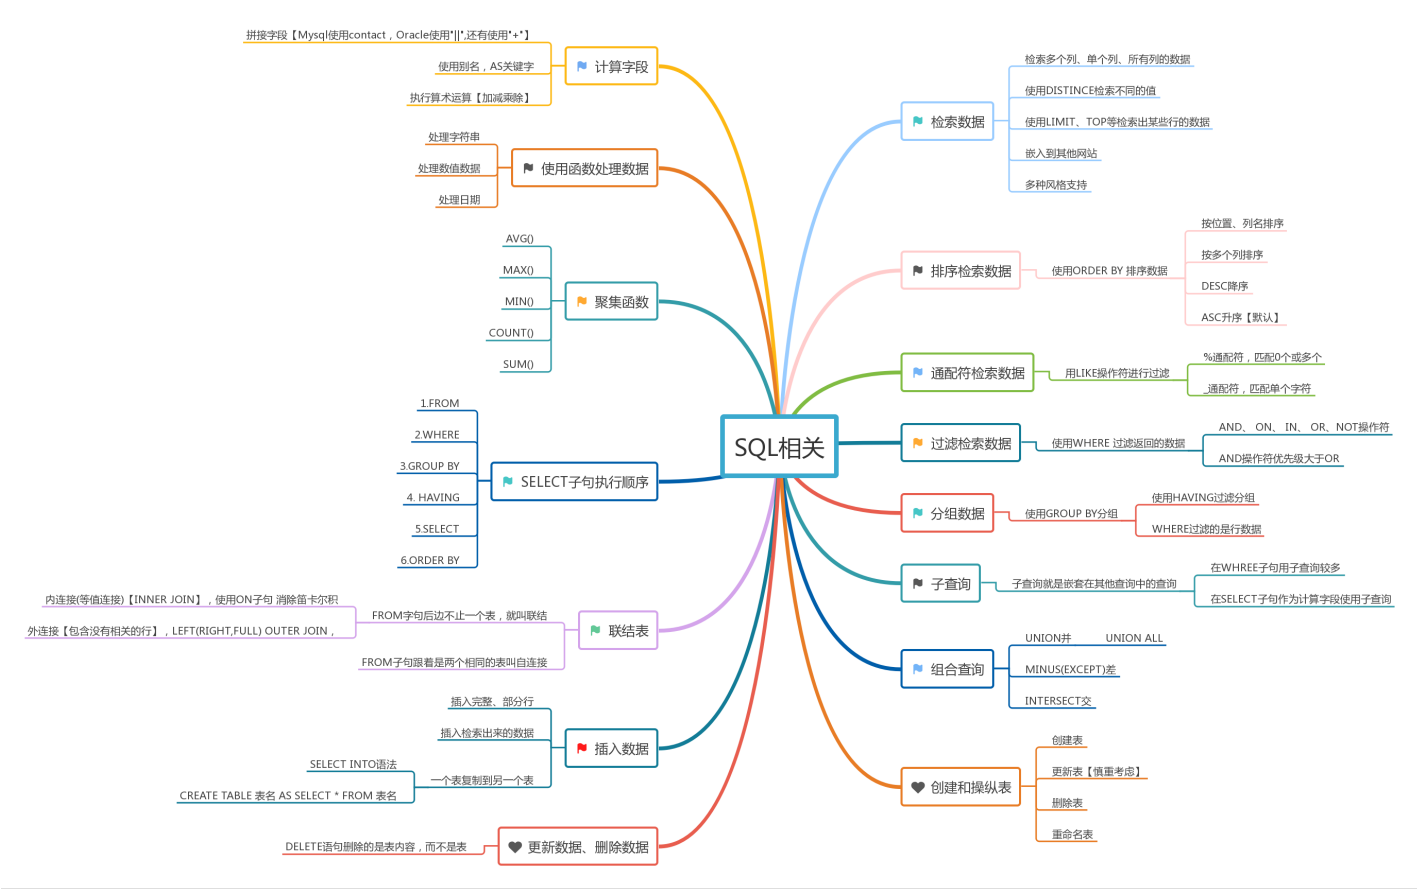 SQL相关
计算字段
拼接字段【Mysql使用contact，Oracle使用"||",还有使用"+"】
使用别名，AS关键字
执行算术运算【加减乘除】
使用函数处理数据
处理字符串
处理数值数据
处理日期
聚集函数
AVG()
MAX()
MIN()
COUNT()
SUM()
SELECT子句执行顺序
1.FROM
2.WHERE
3.GROUP BY
4. HAVING
5.SELECT
6.ORDER BY
联结表
FROM字句后边不止一个表，就叫联结
内连接(等值连接)【INNER JOIN】，使用ON子句 消除笛卡尔积
外连接【包含没有相关的行】，LEFT(RIGHT,FULL) OUTER JOIN，
FROM子句跟着是两个相同的表叫自连接
插入数据
插入完整、部分行
插入检索出来的数据
一个表复制到另一个表
SELECT INTO语法
CREATE TABLE 表名 AS SELECT * FROM 表名
更新数据、删除数据
DELETE语句删除的是表内容，而不是表
检索数据
检索多个列、单个列、所有列的数据
使用DISTINCE检索不同的值
使用LIMIT、TOP等检索出某些行的数据
嵌入到其他网站
多种风格支持
排序检索数据
使用ORDER BY 排序数据
按位置、列名排序
按多个列排序
DESC降序
ASC升序【默认】
通配符检索数据
用LIKE操作符进行过滤
%通配符，匹配0个或多个
_通配符，匹配单个字符
过滤检索数据
使用WHERE 过滤返回的数据
AND、 ON、 IN、 OR、NOT操作符
AND操作符优先级大于OR
分组数据
使用GROUP BY分组
使用HAVING过滤分组
WHERE过滤的是行数据
子查询
子查询就是嵌套在其他查询中的查询
在WHREE子句用子查询较多
在SELECT子句作为计算字段使用子查询
组合查询
UNION并 UNION ALL
MINUS(EXCEPT)差
INTERSECT交
创建和操纵表
创建表
更新表【慎重考虑】
删除表
重命名表